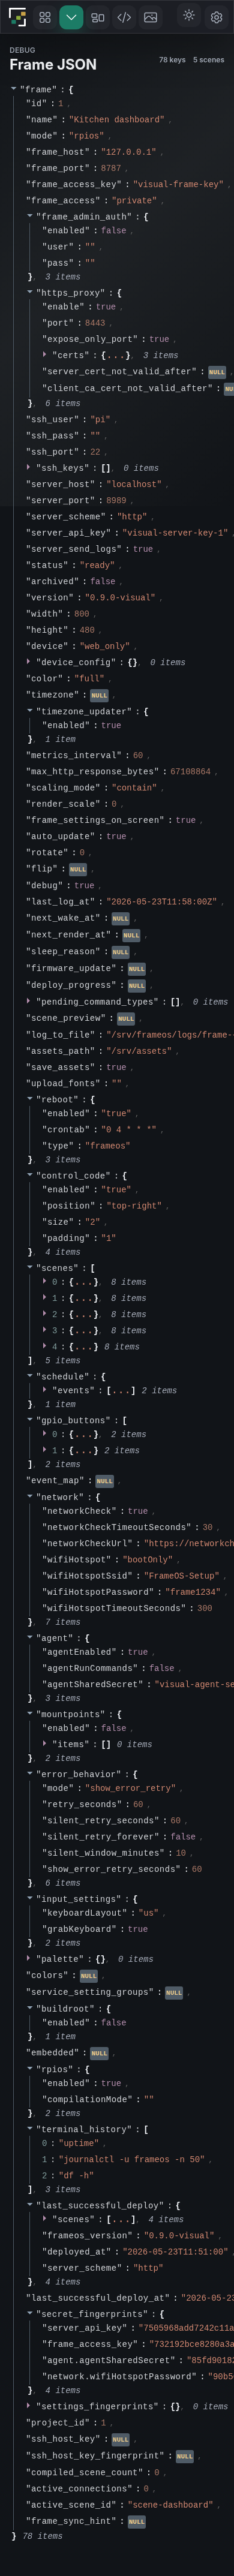 DEBUG
Frame JSON
78 keys 5 scenes
"frame" : {
"id" : 1 ,
"name" : "Kitchen dashboard" ,
"mode" : "rpios" ,
"frame_host" : "127.0.0.1" ,
"frame_port" : 8787 ,
"frame_access_key" : "visual-frame-key" ,
"frame_access" : "private" ,
"frame_admin_auth" : {
"enabled" : false ,
"user" : "" ,
"pass" : ""
}, 3 items
"https_proxy" : {
"enable" : true ,
"port" : 8443 ,
"expose_only_port" : true ,
"certs" : {...}, 3 items
"server_cert_not_valid_after" : NULL ,
"client_ca_cert_not_valid_after" : NU
}, 6 items
"ssh_user" : "pi" ,
"ssh_pass" : "" ,
"ssh_port" : 22 ,
"ssh_keys" : [], 0 items
"server_host" : "localhost" ,
"server_port" : 8989 ,
"server_scheme" : "http" ,
"server_api_key" : "visual-server-key-1" ,
"server_send_logs" : true ,
"status" : "ready" ,
"archived" : false ,
"version" : "0.9.0-visual" ,
"width" : 800 ,
"height" : 480 ,
"device" : "web_only" ,
"device_config" : {}, 0 items
"color" : "full" ,
"timezone" : NULL ,
"timezone_updater" : {
"enabled" : true
}, 1 item
"metrics_interval" : 60 ,
"max_http_response_bytes" : 67108864 ,
"scaling_mode" : "contain" ,
"render_scale" : 0 ,
"frame_settings_on_screen" : true ,
"auto_update" : true ,
"rotate" : 0 ,
"flip" : NULL ,
"debug" : true ,
"last_log_at" : "2026-05-23T11:58:00Z" ,
"next_wake_at" : NULL ,
"next_render_at" : NULL ,
"sleep_reason" : NULL ,
"firmware_update" : NULL ,
"deploy_progress" : NULL ,
"pending_command_types" : [], 0 items
"scene_preview" : NULL ,
"log_to_file" : "/srv/frameos/logs/frame-
"assets_path" : "/srv/assets" ,
"save_assets" : true ,
"upload_fonts" : "" ,
"reboot" : {
"enabled" : "true" ,
"crontab" : "0 4 * * *" ,
"type" : "frameos"
}, 3 items
"control_code" : {
"enabled" : "true" ,
"position" : "top-right" ,
"size" : "2" ,
"padding" : "1"
}, 4 items
"scenes" : [
0 : {...}, 8 items
1 : {...}, 8 items
2 : {...}, 8 items
3 : {...}, 8 items
4 : {...} 8 items
], 5 items
"schedule" : {
"events" : [...] 2 items
}, 1 item
"gpio_buttons" : [
0 : {...}, 2 items
1 : {...} 2 items
], 2 items
"event_map" : NULL ,
"network" : {
"networkCheck" : true ,
"networkCheckTimeoutSeconds" : 30 ,
"networkCheckUrl" : "https://networkch
"wifiHotspot" : "bootOnly" ,
"wifiHotspotSsid" : "FrameOS-Setup" ,
"wifiHotspotPassword" : "frame1234" ,
"wifiHotspotTimeoutSeconds" : 300
}, 7 items
"agent" : {
"agentEnabled" : true ,
"agentRunCommands" : false ,
"agentSharedSecret" : "visual-agent-se
}, 3 items
"mountpoints" : {
"enabled" : false ,
"items" : [] 0 items
}, 2 items
"error_behavior" : {
"mode" : "show_error_retry" ,
"retry_seconds" : 60 ,
"silent_retry_seconds" : 60 ,
"silent_retry_forever" : false ,
"silent_window_minutes" : 10 ,
"show_error_retry_seconds" : 60
}, 6 items
"input_settings" : {
"keyboardLayout" : "us" ,
"grabKeyboard" : true
}, 2 items
"palette" : {}, 0 items
"colors" : NULL ,
"service_setting_groups" : NULL ,
"buildroot" : {
"enabled" : false
}, 1 item
"embedded" : NULL ,
"rpios" : {
"enabled" : true ,
"compilationMode" : ""
}, 2 items
"terminal_history" : [
0 : "uptime" ,
1 : "journalctl -u frameos -n 50" ,
2 : "df -h"
], 3 items
"last_successful_deploy" : {
"scenes" : [...], 4 items
"frameos_version" : "0.9.0-visual" ,
"deployed_at" : "2026-05-23T11:51:00" ,
"server_scheme" : "http"
}, 4 items
"last_successful_deploy_at" : "2026-05-23
"secret_fingerprints" : {
"server_api_key" : "7505968add7242c11a
"frame_access_key" : "732192bce8280a3a
"agent.agentSharedSecret" : "85fd90182
"network.wifiHotspotPassword" : "90b5
}, 4 items
"settings_fingerprints" : {}, 0 items
"project_id" : 1 ,
"ssh_host_key" : NULL ,
"ssh_host_key_fingerprint" : NULL ,
"compiled_scene_count" : 0 ,
"active_connections" : 0 ,
"active_scene_id" : "scene-dashboard" ,
"frame_sync_hint" : NULL
} 78 items